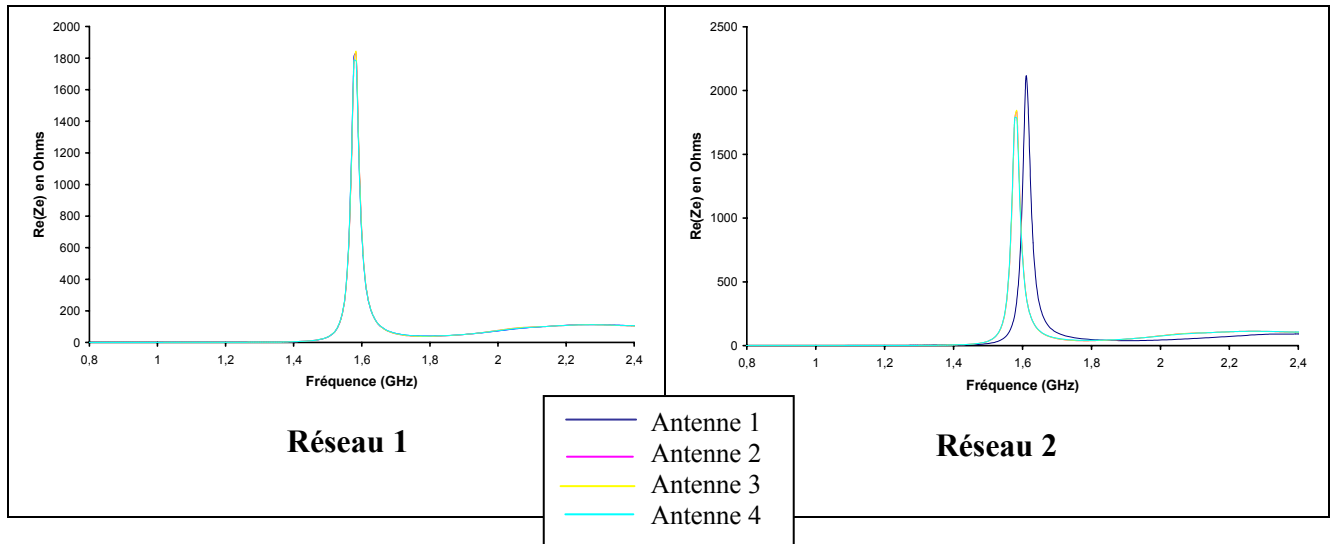 2000
1800
1600
1400
1200
1000
800
600
400
200
0
Re(Ze) en Ohms
0,8 1 1,2 1,4 1,6 1,8 2 2,2 2,4
Fréquence (GHz)
Réseau 1
2500
2000
1500
1000
500
0
Re(Ze) en Ohms
0,8 1 1,2 1,4 1,6 1,8 2 2,2 2,4
Fréquence (GHz)
Réseau 2
Antenne 1
Antenne 2
Antenne 3
Antenne 4